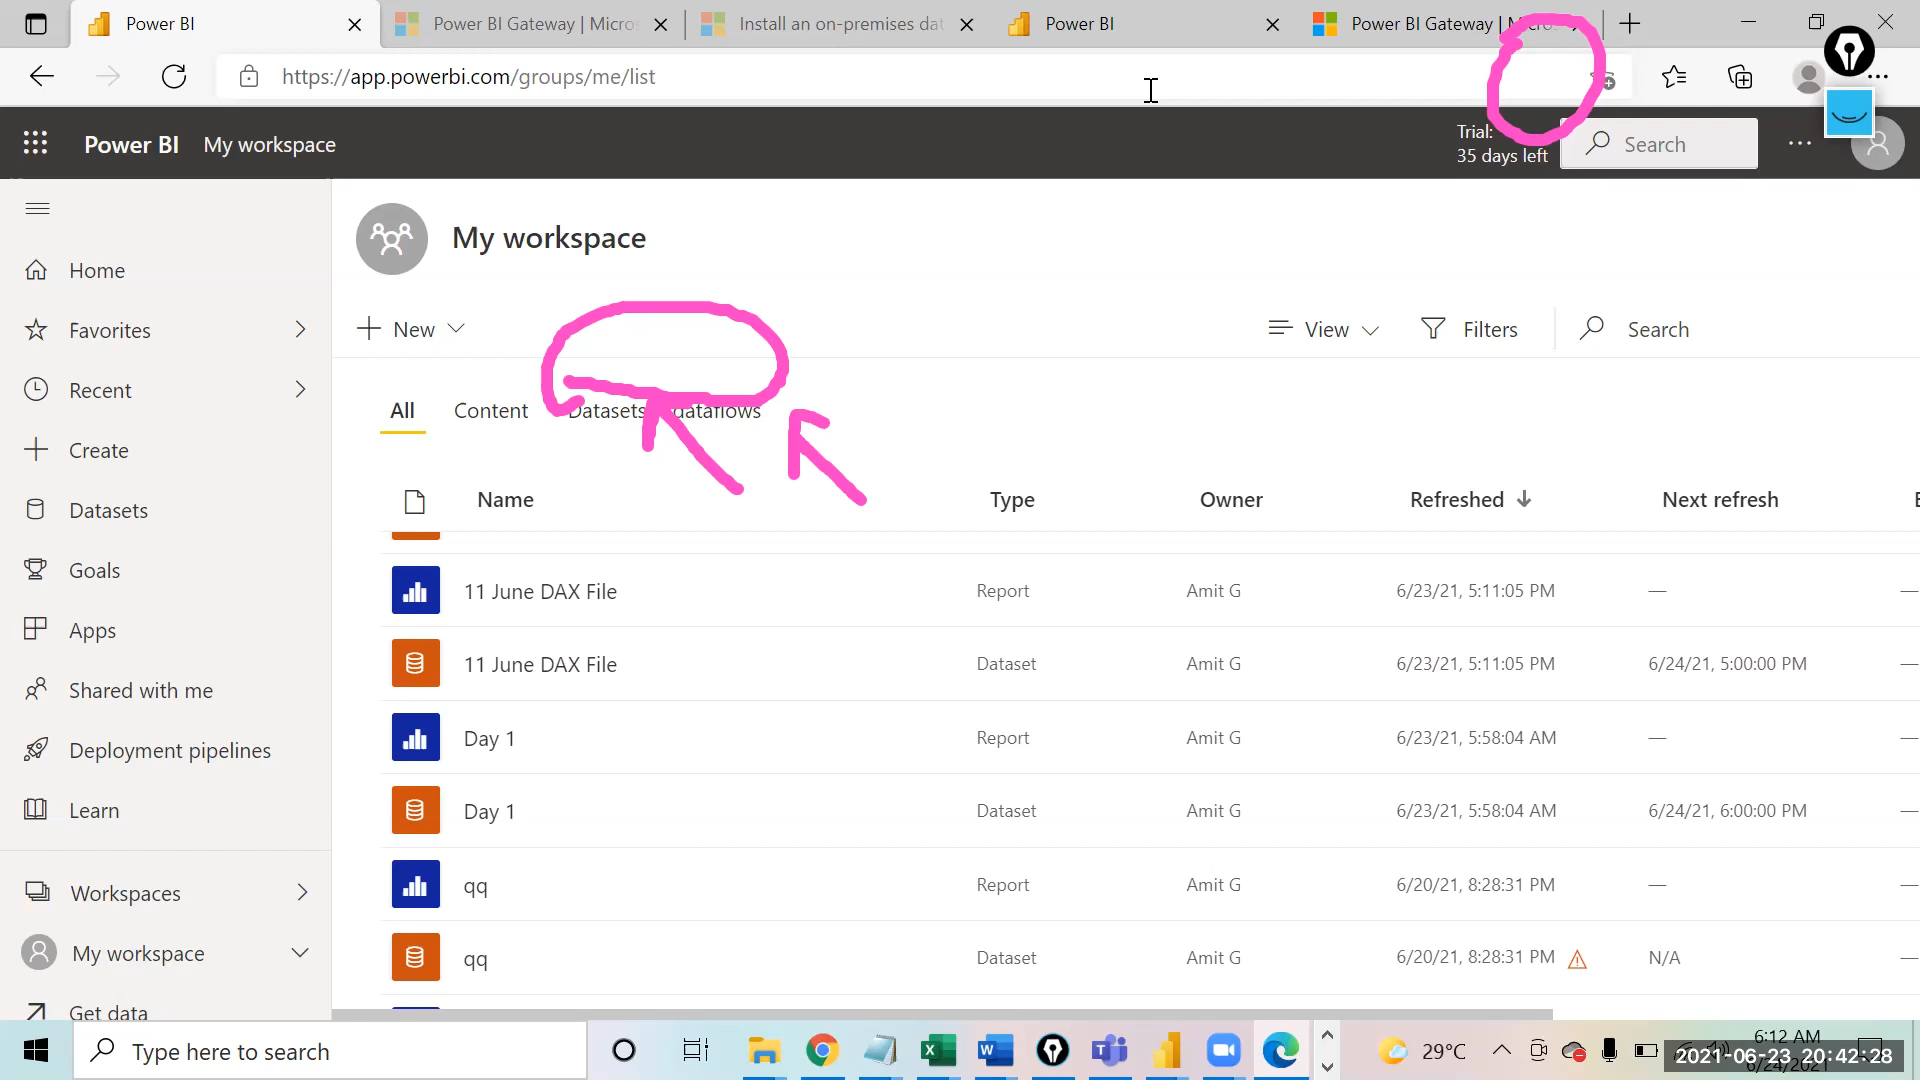 Power BI
Power BI Gateway | Micros
Install an on-premises dat
Power BI
Power BI Gateway |
https://app.powerbi.com/groups/me/list
Power BI
My workspace
Trial:
35 days left
Search
My workspace
Home
Favorites
Recent
Create
Datasets
Goals
Apps
Shared with me
Deployment pipelines
Learn
Workspaces
My workspace
Get data
New
View
Filters
Search
All
Content
Datasets dataflows
Name
Type
Owner
Refreshed
Next refresh
11 June DAX File
Report
Amit G
6/23/21, 5:11:05 PM
—
—
11 June DAX File
Dataset
Amit G
6/23/21, 5:11:05 PM
6/24/21, 5:00:00 PM
—
Day 1
Report
Amit G
6/23/21, 5:58:04 AM
—
—
Day 1
Dataset
Amit G
6/23/21, 5:58:04 AM
6/24/21, 6:00:00 PM
—
qq
Report
Amit G
6/20/21, 8:28:31 PM
—
—
qq
Dataset
Amit G
6/20/21, 8:28:31 PM
N/A
—
Type here to search
29°C
6:12 AM
6/24/2021
2021-06-23 20:42:28